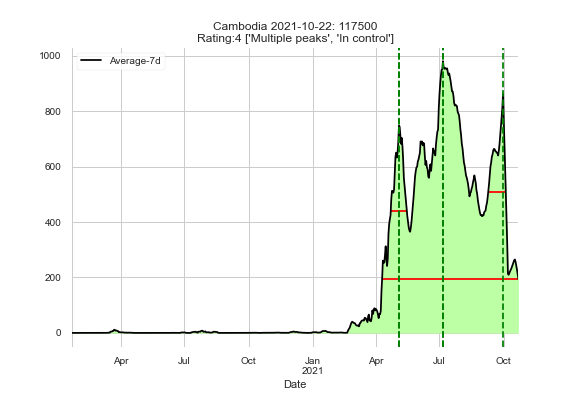 Cambodia 2021-10-22: 117500
Rating:4 ['Multiple peaks', 'In control']
Average-7d
1000
800
600
400
200
0
Apr
Jul
Oct
Jan
2021
Apr
Jul
Oct
Date